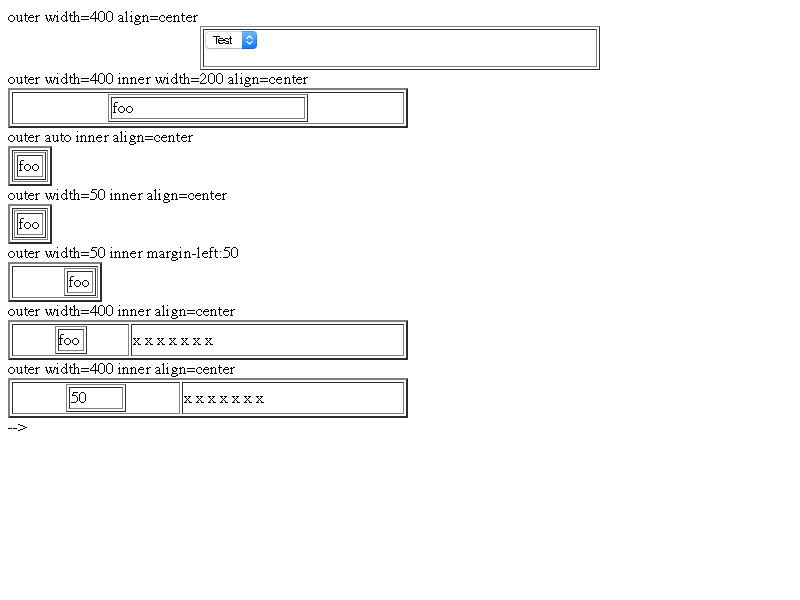 outer width=400 align=center
Test
outer width=400 inner width=200 align=center
foo
outer auto inner align=center
foo
outer width=50 inner align=center
foo
outer width=50 inner margin-left:50
foo
outer width=400 inner align=center
foo x x x x x x x
outer width=400 inner align=center
50 x x x x x x x
-->